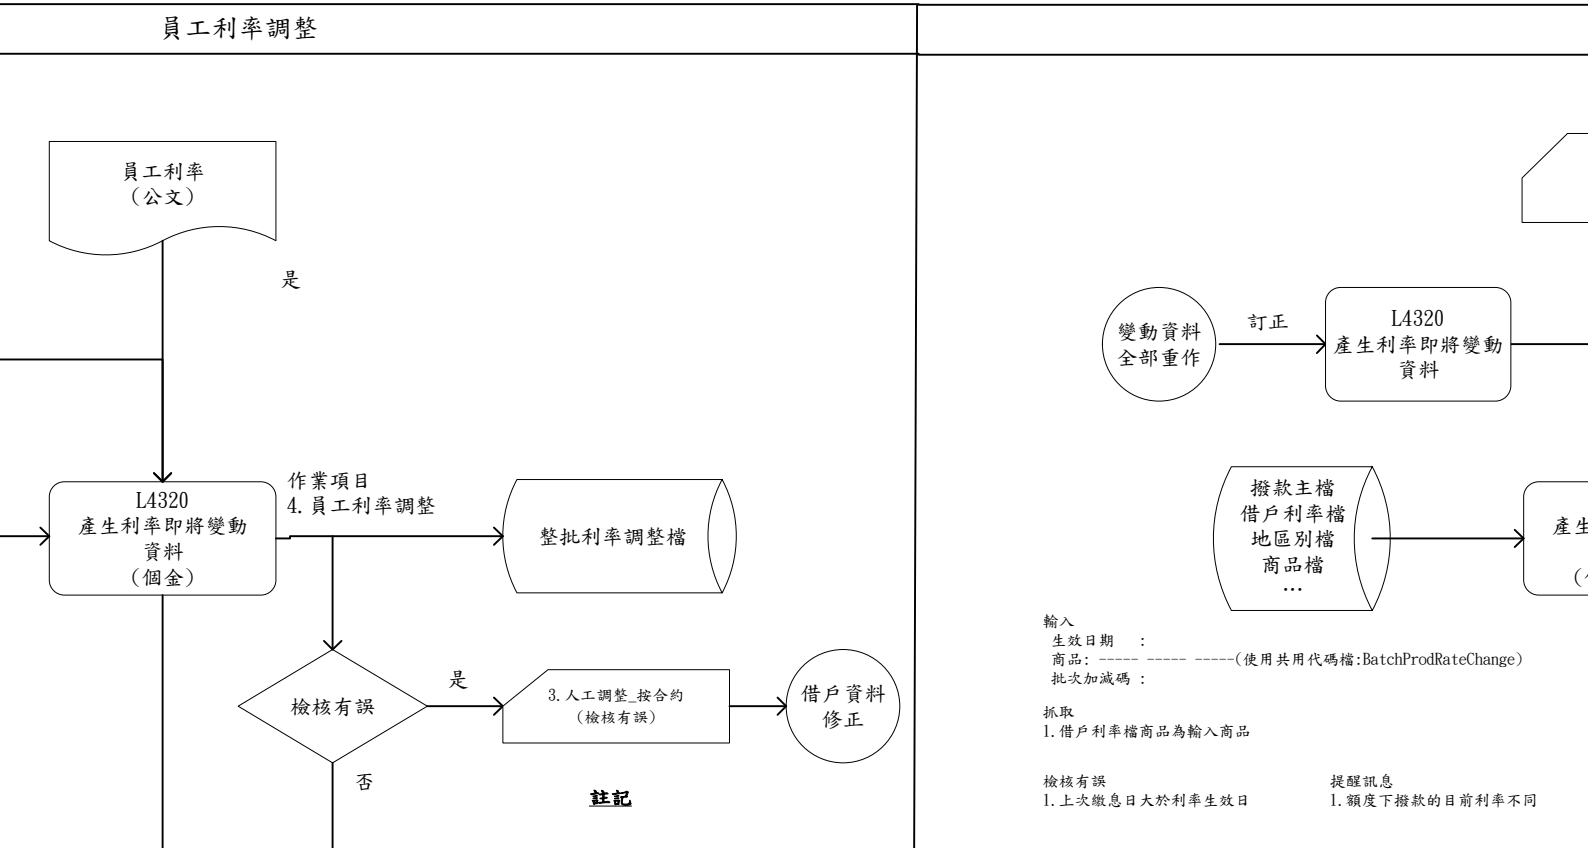 員工利率調整
員工利率
(公文)
是
L4320
產生利率即將變動
資料
(個金)
作業項目
4.員工利率調整
整批利率調整檔
檢核有誤
是
3.人工調整_按合約
(檢核有誤)
借戶資料
修正
否
註記
變動資料
全部重作
訂正
L4320
產生利率即將變動
資料
撥款主檔
借戶利率檔
地區別檔
商品檔
...
產生
輸入
生效日期　:
商品: ----- ----- -----(使用共用代碼檔:BatchProdRateChange)
批次加減碼 :
抓取
1.借戶利率檔商品為輸入商品
檢核有誤
1.上次繳息日大於利率生效日
提醒訊息
1.額度下撥款的目前利率不同